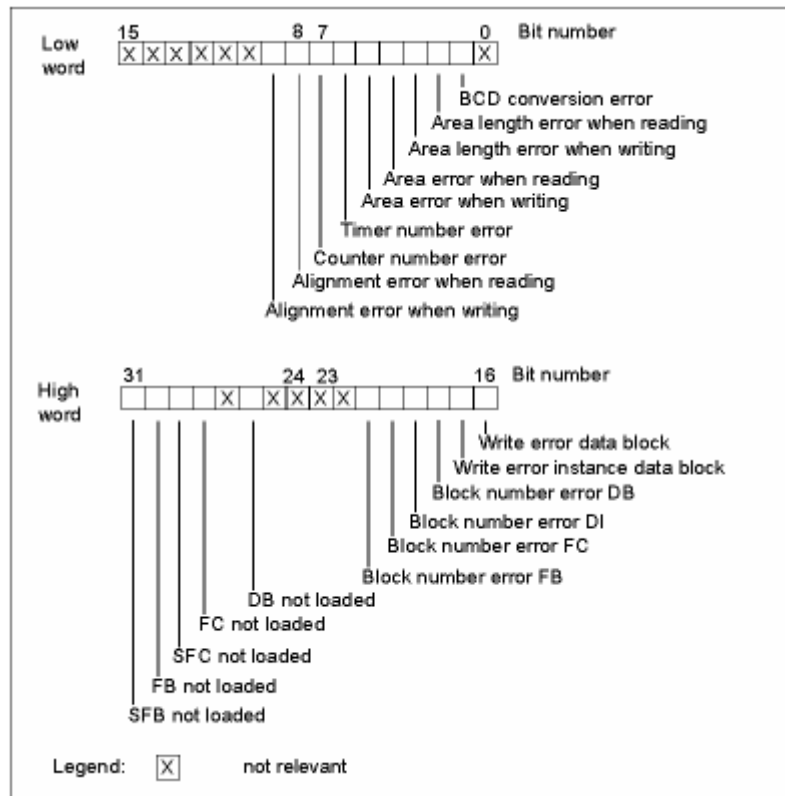 15 8 7 0 Bit number
Low word
X X X X X X X
BCD conversion error
Area length error when reading
Area length error when writing
Area error when reading
Area error when writing
Timer number error
Counter number error
Alignment error when reading
Alignment error when writing
31 24 23 16 Bit number
High word
X X X X X
Write error data block
Write error instance data block
Block number error DB
Block number error DI
Block number error FC
Block number error FB
DB not loaded
FC not loaded
SFC not loaded
FB not loaded
SFB not loaded
Legend: X not relevant